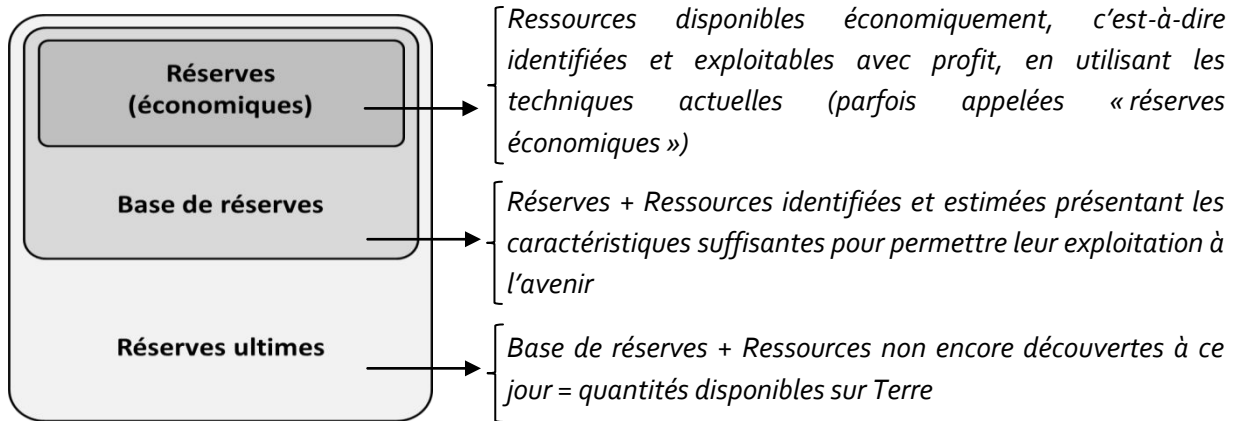 Réserves
(économiques)
Ressources disponibles économiquement, c'est-à-dire
identifiées et exploitables avec profit, en utilisant les
techniques actuelles (parfois appelées « réserves
économiques »)
Base de réserves
Réserves + Ressources identifiées et estimées présentant les
caractéristiques suffisantes pour permettre leur exploitation à
l'avenir
Réserves ultimes
Base de réserves + Ressources non encore découvertes à ce
jour = quantités disponibles sur Terre